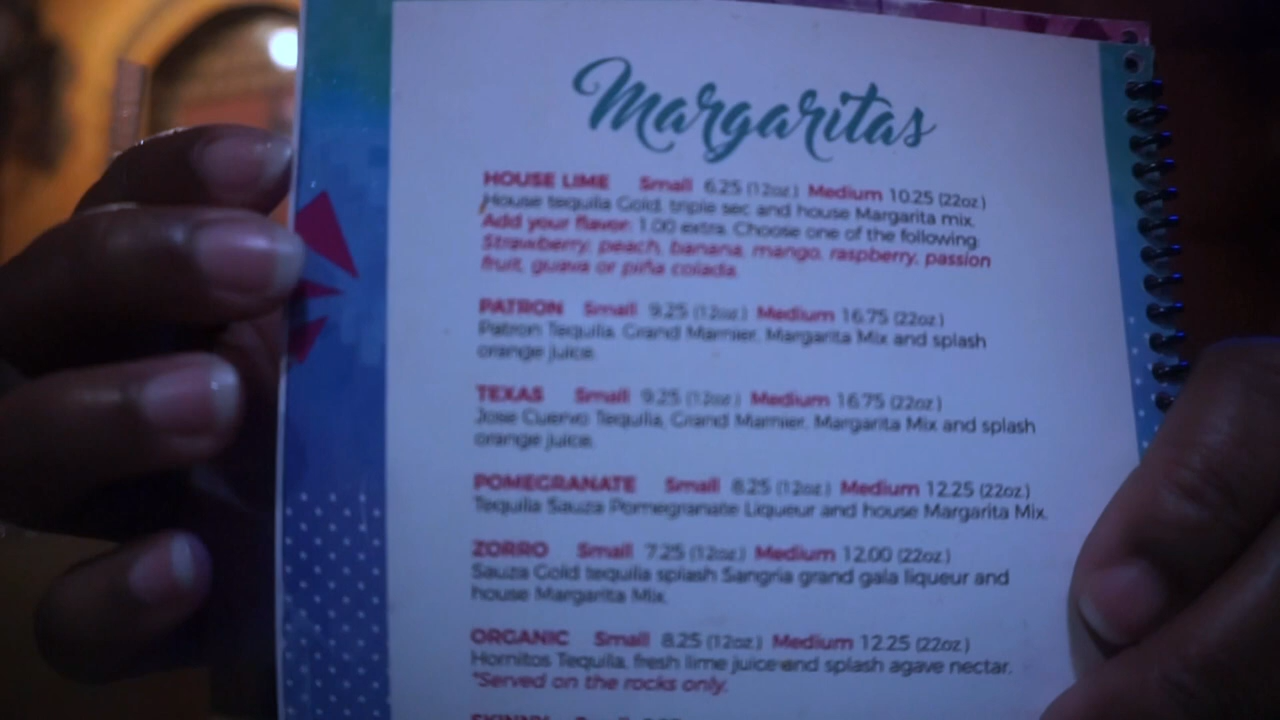 Margaritas
HOUSE LIME Small 6.25 (12oz.) Medium 10.25 (22oz.)
House tequila Gold, triple sec and house Margarita mix.
Add your flavor: 1.00 extra. Choose one of the following:
Strawberry, peach, banana, mango, raspberry, passion
fruit, guava or piña colada.
PATRON Small 9.25 (12oz.) Medium 16.75 (22oz.)
Patron Tequila, Grand Marnier, Margarita Mix and splash
orange juice.
TEXAS Small 9.25 (12oz.) Medium 16.75 (22oz.)
Jose Cuervo Tequila, Grand Marnier, Margarita Mix and splash
orange juice.
POMEGRANATE Small 8.25 (12oz.) Medium 12.25 (22oz.)
Tequila Sauza Pomegranate Liqueur and house Margarita Mix.
ZORRO Small 7.25 (12oz.) Medium 12.00 (22oz.)
Sauza Gold tequila splash Sangria grand gala liqueur and
house Margarita Mix.
ORGANIC Small 8.25 (12oz.) Medium 12.25 (22oz.)
Hornitos Tequila, fresh lime juice and splash agave nectar.
*Served on the rocks only.
SKINNY Small